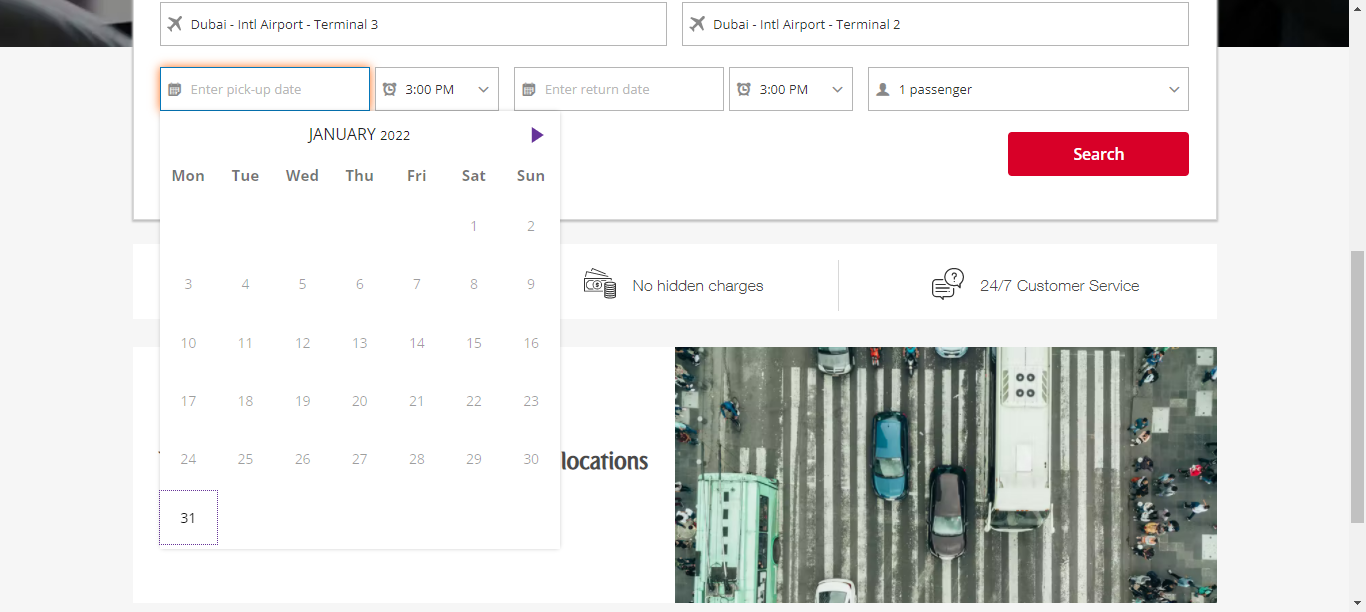 Dubai - Intl Airport - Terminal 3
Dubai - Intl Airport - Terminal 2
Enter pick-up date
3:00 PM
Enter return date
3:00 PM
1 passenger
JANUARY 2022
Mon Tue Wed Thu Fri Sat Sun
1 2
3 4 5 6 7 8 9
10 11 12 13 14 15 16
17 18 19 20 21 22 23
24 25 26 27 28 29 30
31
Search
No hidden charges
24/7 Customer Service
locations